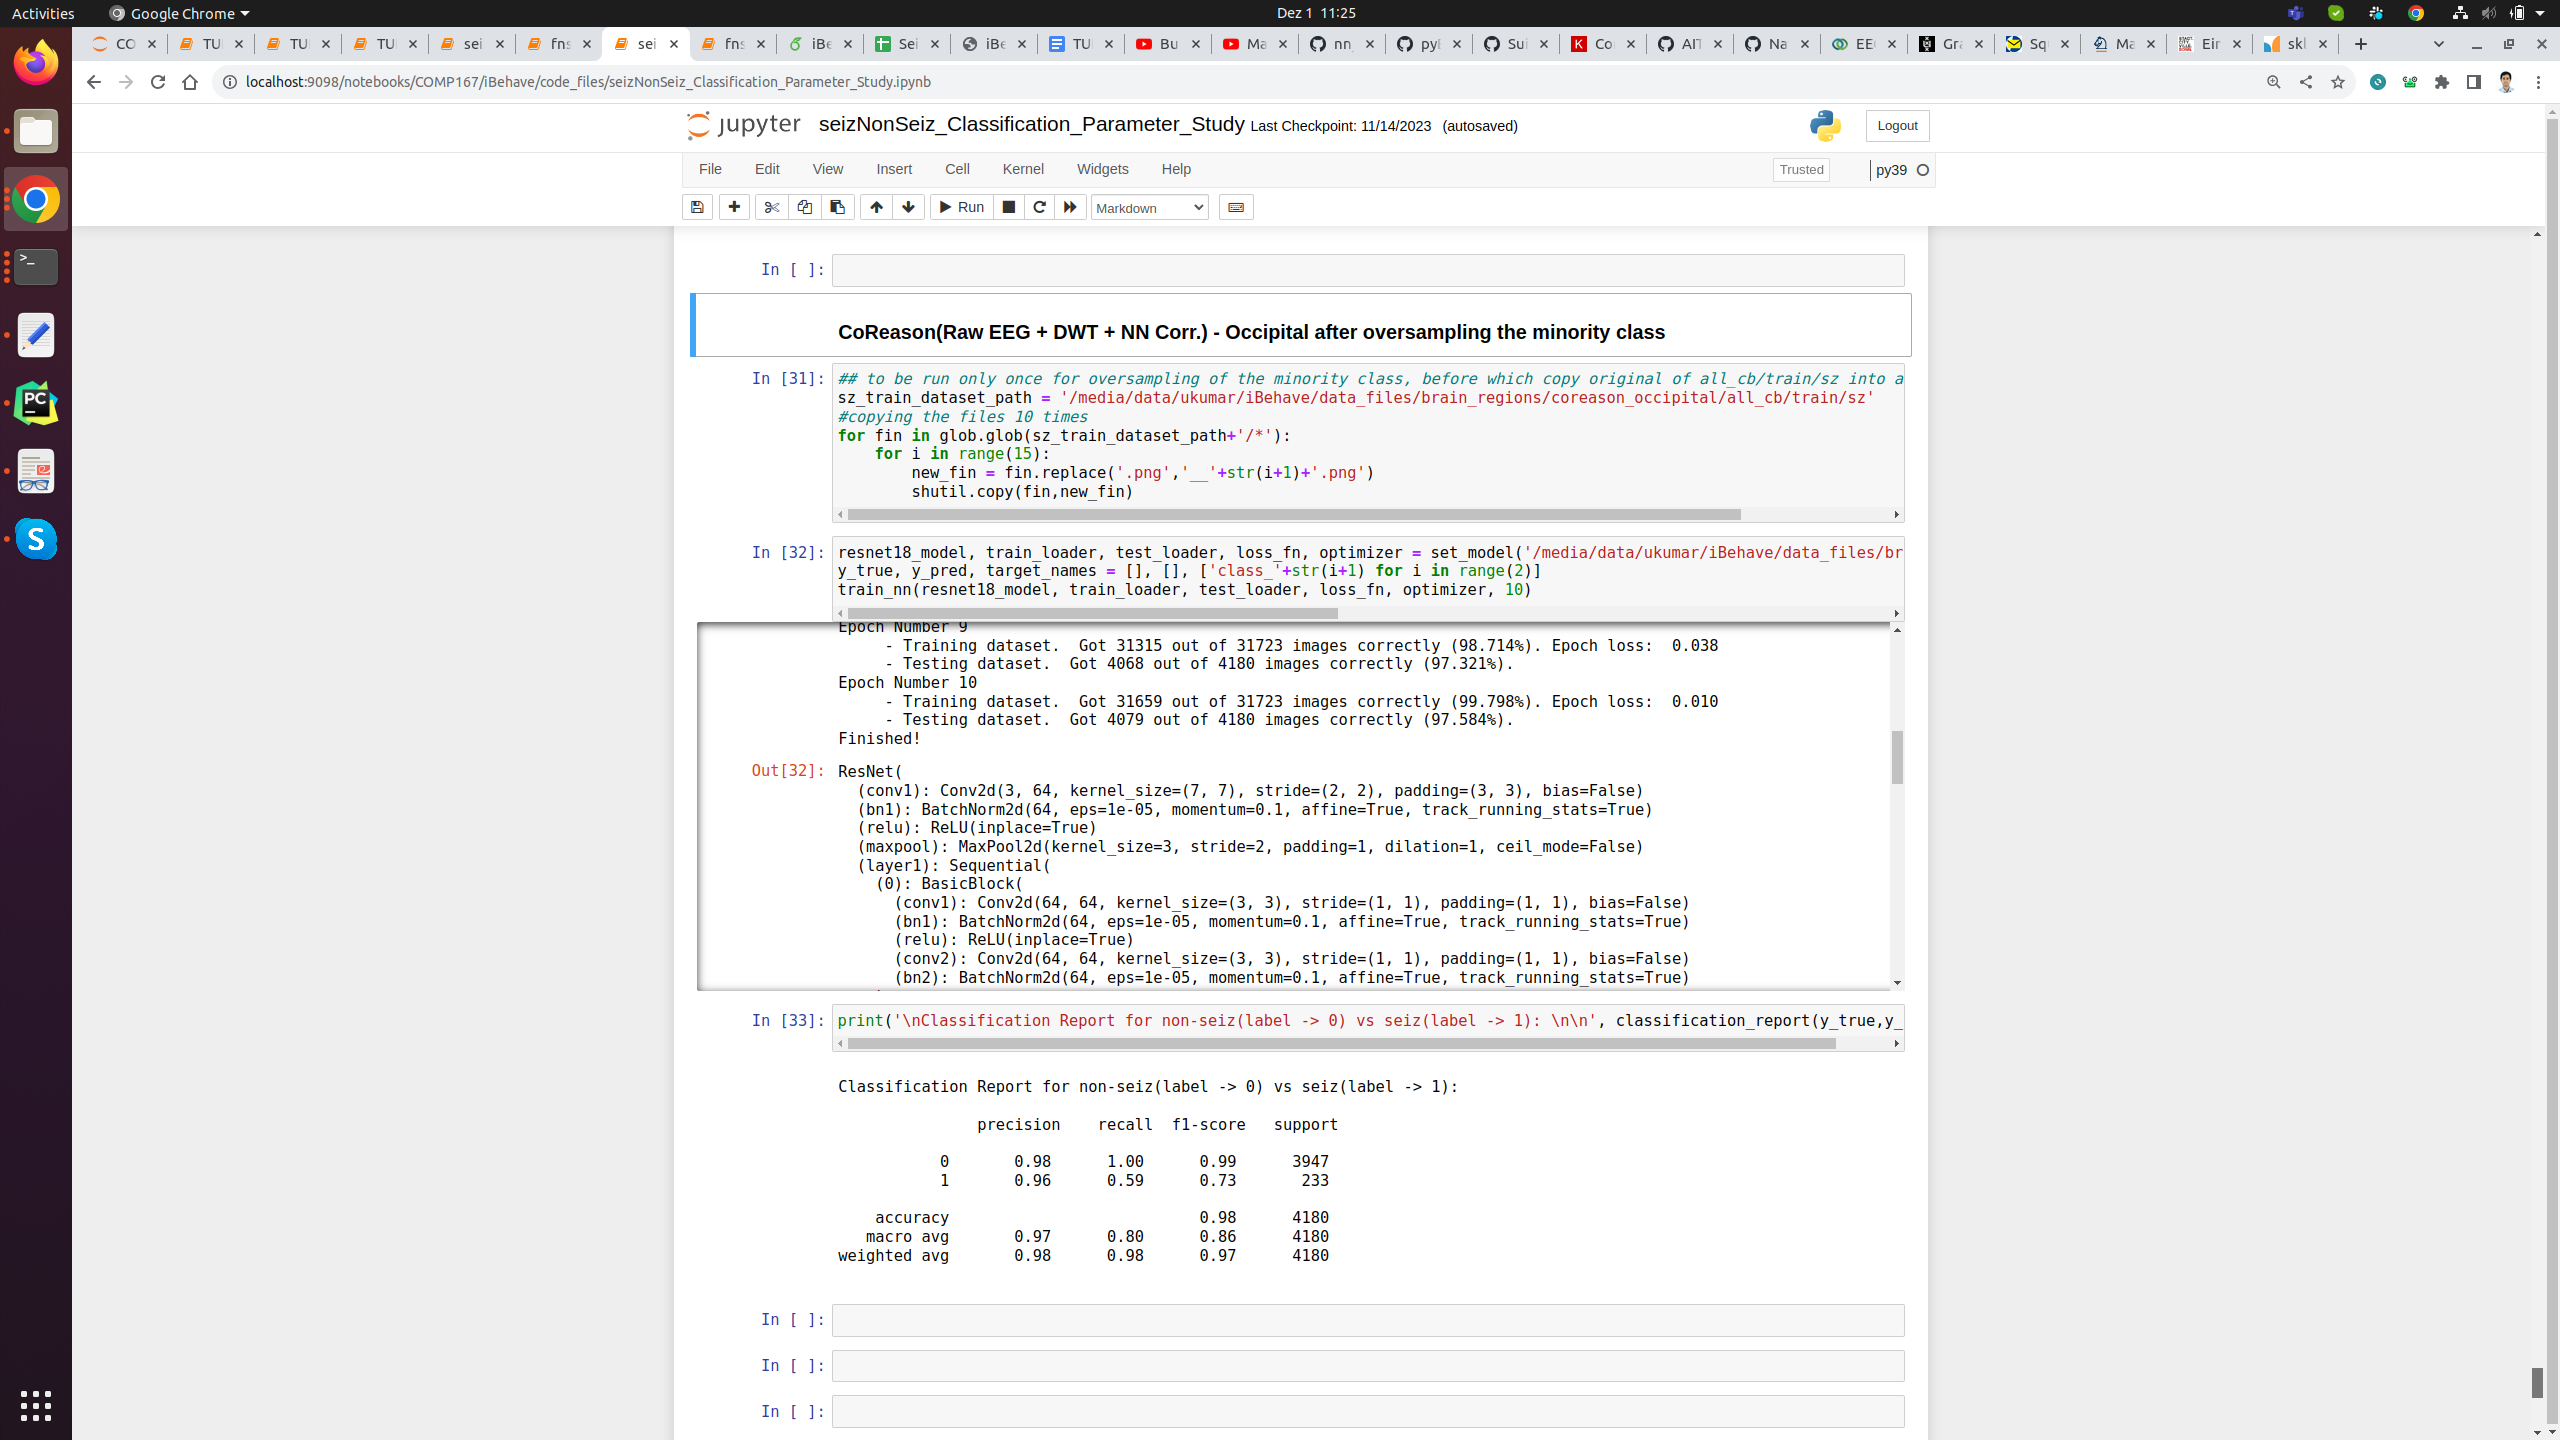 Activities Google Chrome Dez 1 11:25
CO TU TU TU sei fns sei fns iBe Sei iBe TU Bu Ma nn_ pyl Sui Co AIT Na EE Gra Sq Ma Eir skl
localhost:9098/notebooks/COMP167/iBehave/code_files/seizNonSeiz_Classification_Parameter_Study.ipynb
jupyter seizNonSeiz_Classification_Parameter_Study Last Checkpoint: 11/14/2023 (autosaved) Logout
File Edit View Insert Cell Kernel Widgets Help Trusted py39
Run Markdown
In [ ]:
CoReason(Raw EEG + DWT + NN Corr.) - Occipital after oversampling the minority class
In [31]: ## to be run only once for oversampling of the minority class, before which copy original of all_cb/train/sz into a
sz_train_dataset_path = '/media/data/ukumar/iBehave/data_files/brain_regions/coreason_occipital/all_cb/train/sz'
#copying the files 10 times
for fin in glob.glob(sz_train_dataset_path+'/*'):
    for i in range(15):
        new_fin = fin.replace('.png','__'+str(i+1)+'.png')
        shutil.copy(fin,new_fin)
In [32]: resnet18_model, train_loader, test_loader, loss_fn, optimizer = set_model('/media/data/ukumar/iBehave/data_files/br
y_true, y_pred, target_names = [], [], ['class_'+str(i+1) for i in range(2)]
train_nn(resnet18_model, train_loader, test_loader, loss_fn, optimizer, 10)
Epoch Number 9
     - Training dataset.  Got 31315 out of 31723 images correctly (98.714%). Epoch loss:  0.038
     - Testing dataset.  Got 4068 out of 4180 images correctly (97.321%).
Epoch Number 10
     - Training dataset.  Got 31659 out of 31723 images correctly (99.798%). Epoch loss:  0.010
     - Testing dataset.  Got 4079 out of 4180 images correctly (97.584%).
Finished!
Out[32]: ResNet(
  (conv1): Conv2d(3, 64, kernel_size=(7, 7), stride=(2, 2), padding=(3, 3), bias=False)
  (bn1): BatchNorm2d(64, eps=1e-05, momentum=0.1, affine=True, track_running_stats=True)
  (relu): ReLU(inplace=True)
  (maxpool): MaxPool2d(kernel_size=3, stride=2, padding=1, dilation=1, ceil_mode=False)
  (layer1): Sequential(
    (0): BasicBlock(
      (conv1): Conv2d(64, 64, kernel_size=(3, 3), stride=(1, 1), padding=(1, 1), bias=False)
      (bn1): BatchNorm2d(64, eps=1e-05, momentum=0.1, affine=True, track_running_stats=True)
      (relu): ReLU(inplace=True)
      (conv2): Conv2d(64, 64, kernel_size=(3, 3), stride=(1, 1), padding=(1, 1), bias=False)
      (bn2): BatchNorm2d(64, eps=1e-05, momentum=0.1, affine=True, track_running_stats=True)
In [33]: print('\nClassification Report for non-seiz(label -> 0) vs seiz(label -> 1): \n\n', classification_report(y_true,y_
Classification Report for non-seiz(label -> 0) vs seiz(label -> 1):
precision    recall  f1-score   support
0       0.98      1.00      0.99      3947
1       0.96      0.59      0.73       233
accuracy                           0.98      4180
macro avg       0.97      0.80      0.86      4180
weighted avg       0.98      0.98      0.97      4180
In [ ]:
In [ ]:
In [ ]: